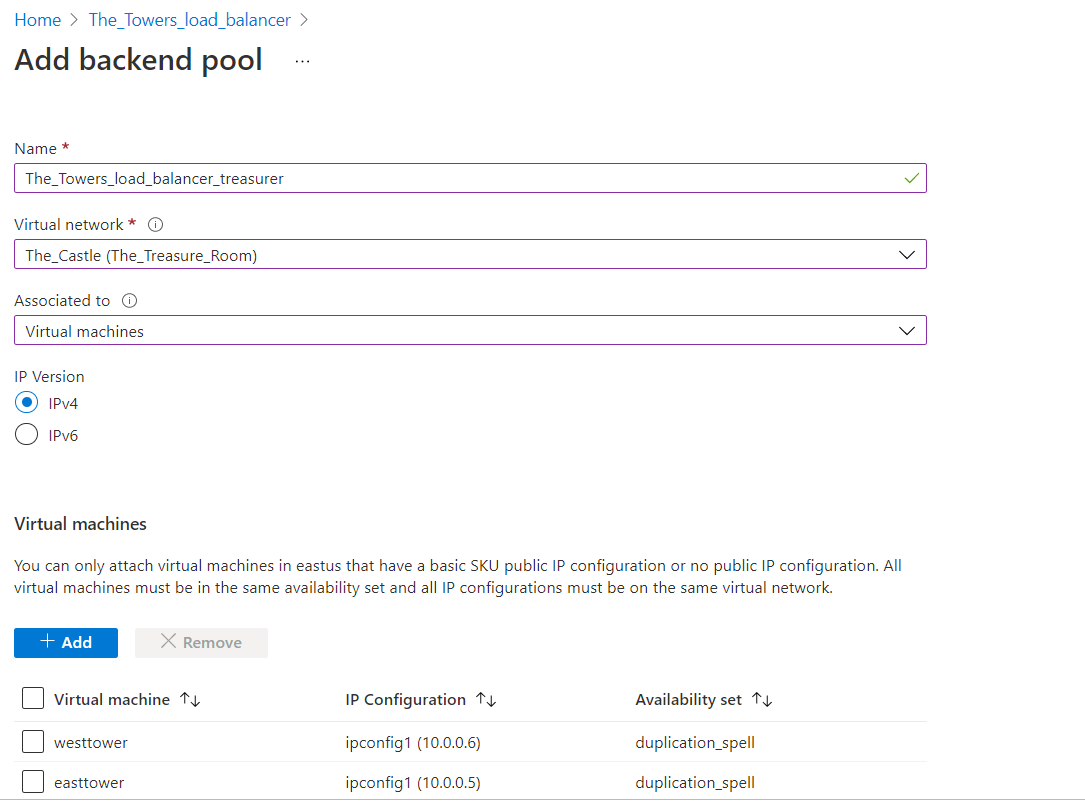 Home > The_Towers_load_balancer >
Add backend pool ...
Name *
The_Towers_load_balancer_treasurer
Virtual network *
The_Castle (The_Treasure_Room)
Associated to
Virtual machines
IP Version
IPv4
IPv6
Virtual machines
You can only attach virtual machines in eastus that have a basic SKU public IP configuration or no public IP configuration. All
virtual machines must be in the same availability set and all IP configurations must be on the same virtual network.
+ Add Remove
Virtual machine ↑↓ IP Configuration ↑↓ Availability set ↑↓
westtower ipconfig1 (10.0.0.6) duplication_spell
easttower ipconfig1 (10.0.0.5) duplication_spell